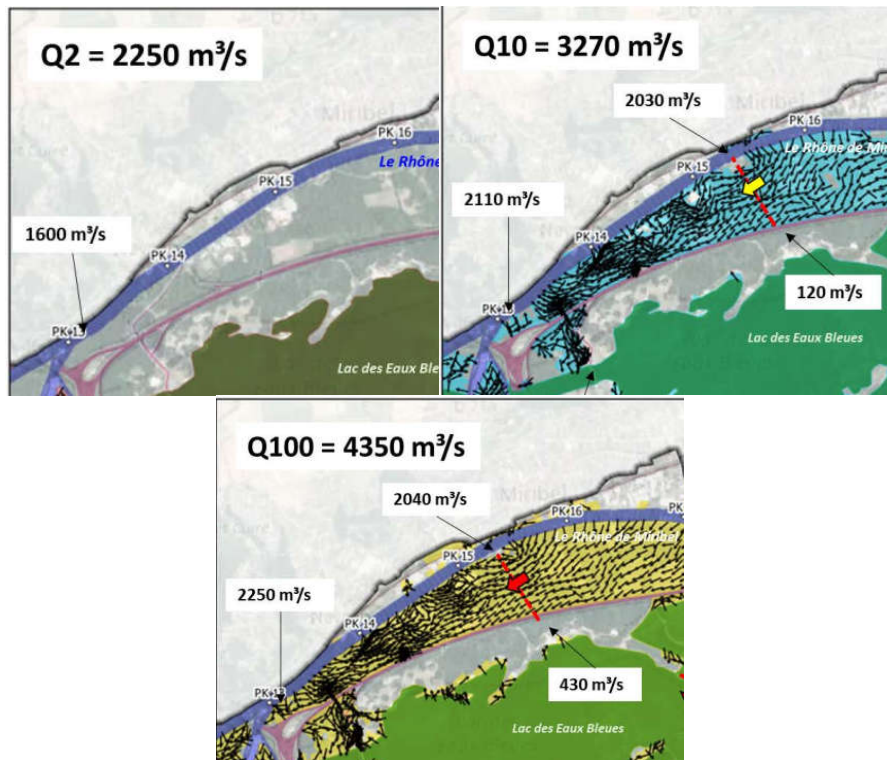 Q2 = 2250 m³/s
Miribel
PK 16
Le Rhône
PK 15
1600 m³/s
PK 14
PK 13
Lac des Eaux Bleues
Q10 = 3270 m³/s
2030 m³/s
Miribel
PK 16
Le Rhône de Mir
PK 15
2110 m³/s
PK 14
120 m³/s
PK 13
Lac des Eaux Bleues
Q100 = 4350 m³/s
2040 m³/s
Miribel
PK 16
Le Rhône de Miribel
PK 15
2250 m³/s
PK 14
430 m³/s
PK 13
Lac des Eaux Bleues